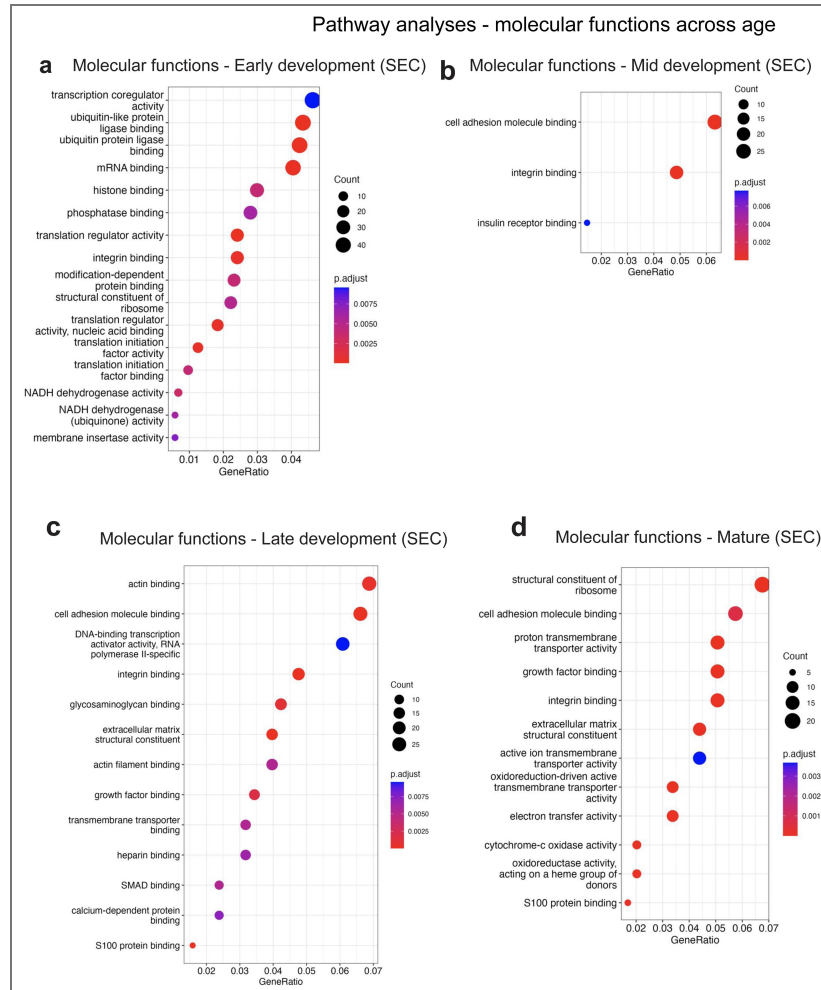 Pathway analyses - molecular functions across age
a
Molecular functions - Early development (SEC)
transcription coregulator
activity
ubiquitin-like protein
ligase binding
ubiquitin protein ligase
binding
mRNA binding
histone binding
phosphatase binding
translation regulator activity
integrin binding
modification-dependent
protein binding
structural constituent of
ribosome
translation regulator
activity, nucleic acid binding
translation initiation
factor activity
translation initiation
factor binding
NADH dehydrogenase activity
NADH dehydrogenase
(ubiquinone) activity
membrane insertase activity
0.01 0.02 0.03 0.04
GeneRatio
Count
10
20
30
40
p.adjust
0.0075
0.0050
0.0025
b
Molecular functions - Mid development (SEC)
cell adhesion molecule binding
integrin binding
insulin receptor binding
0.02 0.03 0.04 0.05 0.06
GeneRatio
Count
10
15
20
25
p.adjust
0.006
0.004
0.002
c
Molecular functions - Late development (SEC)
actin binding
cell adhesion molecule binding
DNA-binding transcription
activator activity, RNA
polymerase II-specific
integrin binding
glycosaminoglycan binding
extracellular matrix
structural constituent
actin filament binding
growth factor binding
transmembrane transporter
binding
heparin binding
SMAD binding
calcium-dependent protein
binding
S100 protein binding
0.02 0.03 0.04 0.05 0.06 0.07
GeneRatio
Count
10
15
20
25
p.adjust
0.0075
0.0050
0.0025
d
Molecular functions - Mature (SEC)
structural constituent of
ribosome
cell adhesion molecule binding
proton transmembrane
transporter activity
growth factor binding
integrin binding
extracellular matrix
structural constituent
active ion transmembrane
transporter activity
oxidoreduction-driven active
transmembrane transporter
activity
electron transfer activity
cytochrome-c oxidase activity
oxidoreductase activity,
acting on a heme group of
donors
S100 protein binding
0.02 0.03 0.04 0.05 0.06 0.07
GeneRatio
Count
5
10
15
20
p.adjust
0.003
0.002
0.001